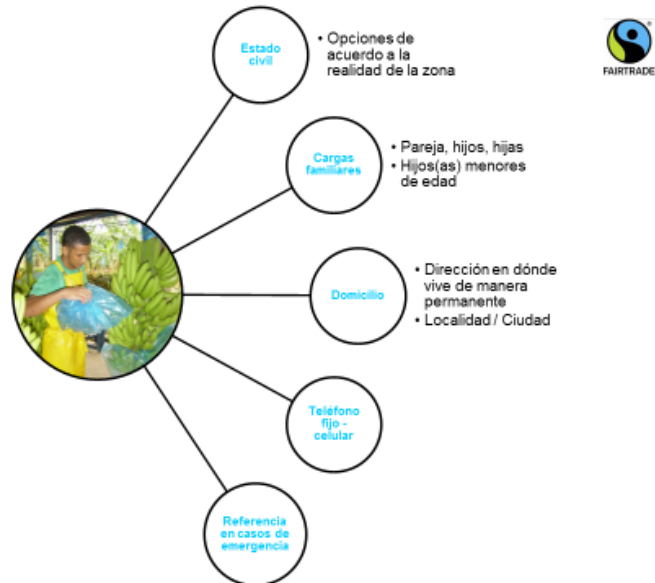 Estado
civil
• Opciones de
acuerdo a la
realidad de la zona
FAIRTRADE
Cargas
familiares
• Pareja, hijos, hijas
• Hijos(as) menores
de edad
Domicilio
• Dirección en dónde
vive de manera
permanente
• Localidad / Ciudad
Teléfono
fijo -
celular
Referencia
en casos de
emergencia